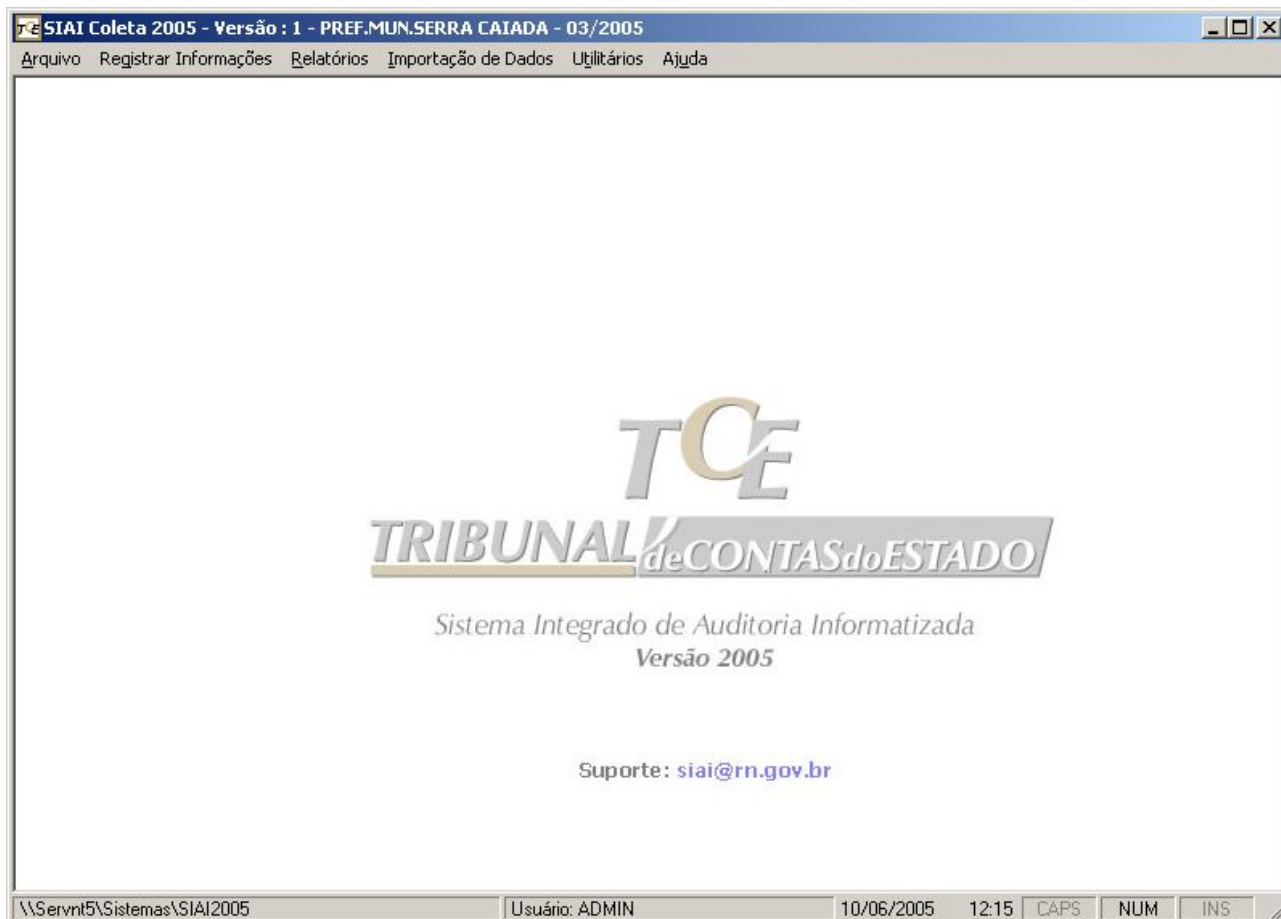 TCE SIAI Coleta 2005 - Versão : 1 - PREF.MUN.SERRA CAIADA - 03/2005
Arquivo Registrar Informações Relatórios Importação de Dados Utilitários Ajuda
TCE
TRIBUNAL deCONTASdoESTADO
Sistema Integrado de Auditoria Informatizada
Versão 2005
Suporte: siai@rn.gov.br
\\Servnt5\Sistemas\SIAI2005 Usuário: ADMIN 10/06/2005 12:15 CAPS NUM INS